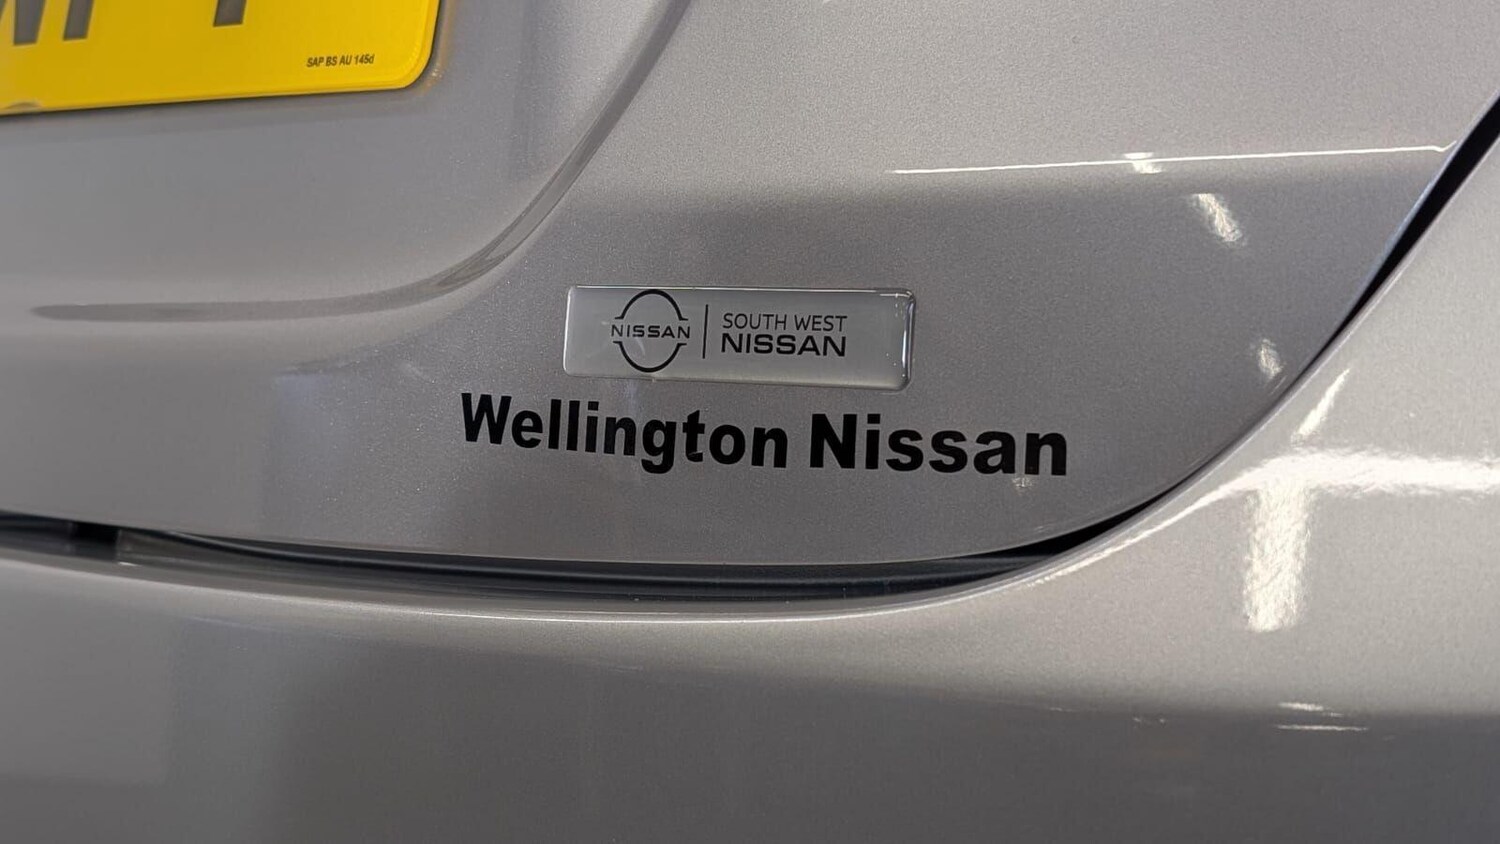 SAP BS AU 145d
NISSAN
SOUTH WEST
NISSAN
Wellington Nissan